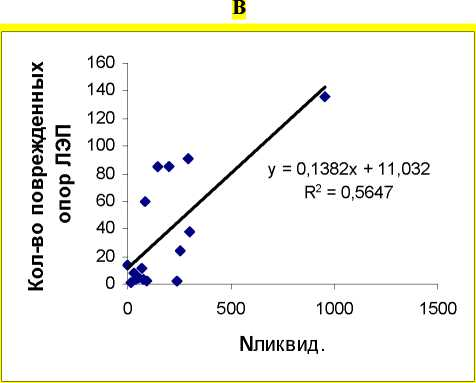 В
Кол-во поврежденных
опор ЛЭП
160
140
120
100
80
60
40
20
0
y = 0,1382x + 11,032
R² = 0,5647
0 500 1000 1500
Nликвид.